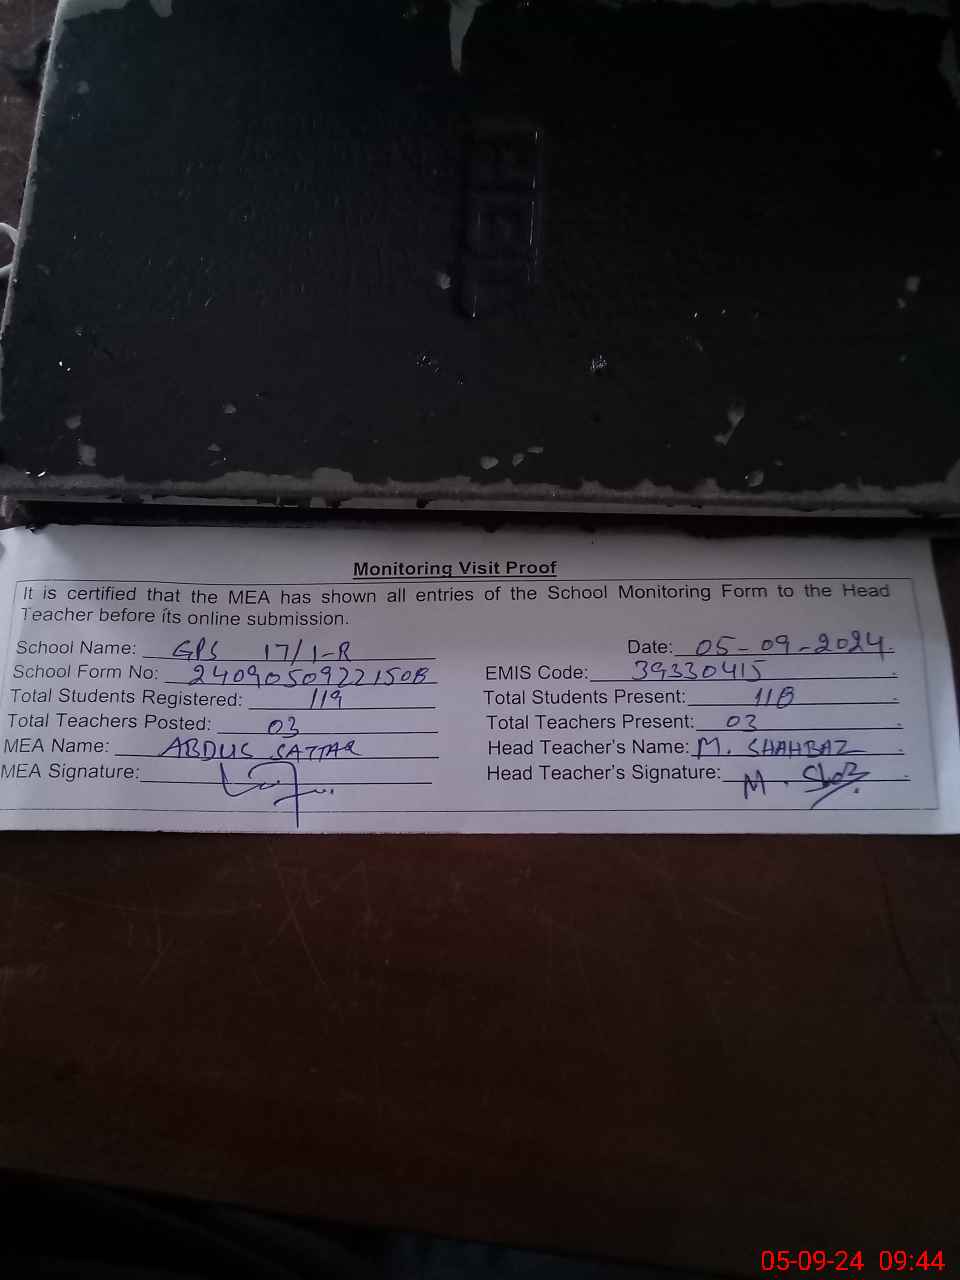 Monitoring Visit Proof
It is certified that the MEA has shown all entries of the School Monitoring Form to the Head
Teacher before its online submission.
School Name: GPS 17/1-R Date: 05-09-2024
School Form No: 24090509221508 EMIS Code: 39330415
Total Students Registered: 119 Total Students Present: 118
Total Teachers Posted: 03 Total Teachers Present: 03
MEA Name: ABDUS SATTAR Head Teacher's Name: M. SHAHBAZ
MEA Signature: Head Teacher's Signature: M.
05-09-24 09:44